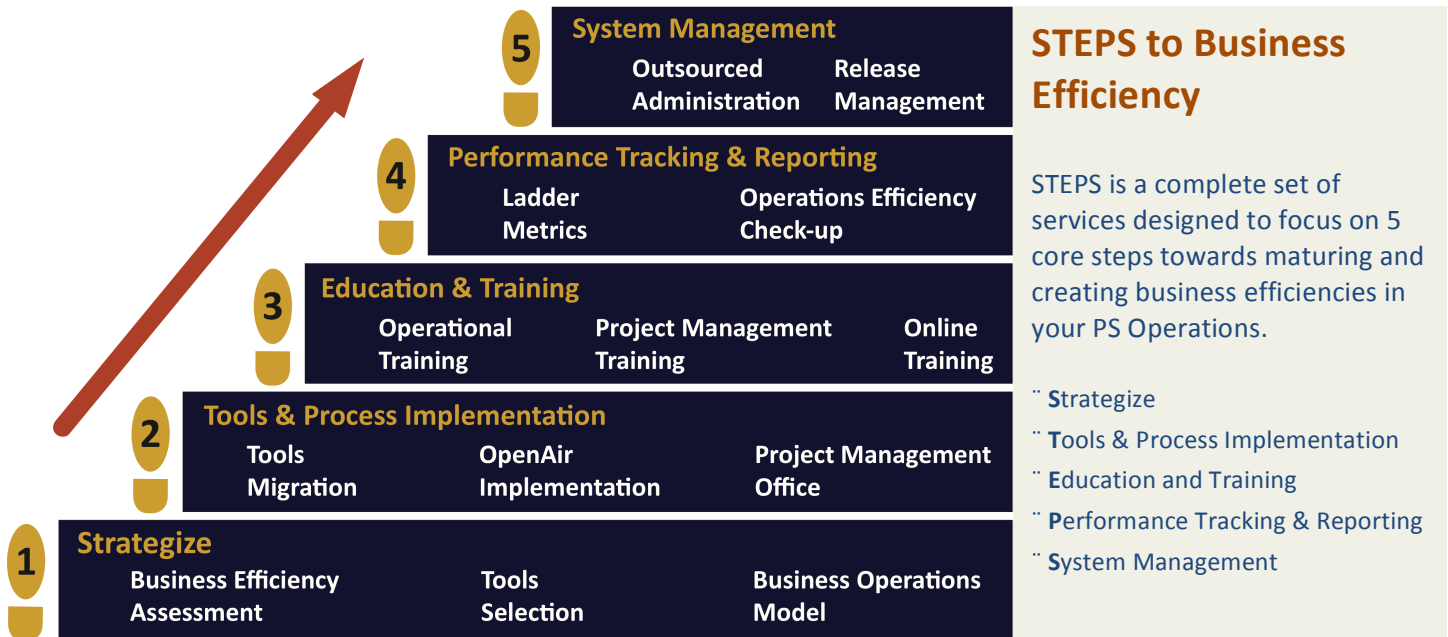 5
System Management
Outsourced Release
Administration Management
4
Performance Tracking & Reporting
Ladder Operations Efficiency
Metrics Check-up
3
Education & Training
Operational Project Management Online
Training Training Training
2
Tools & Process Implementation
Tools OpenAir Project Management
Migration Implementation Office
1
Strategize
Business Efficiency Tools Business Operations
Assessment Selection Model
STEPS to Business
Efficiency
STEPS is a complete set of
services designed to focus on 5
core steps towards maturing and
creating business efficiencies in
your PS Operations.
¨ Strategize
¨ Tools & Process Implementation
¨ Education and Training
¨ Performance Tracking & Reporting
¨ System Management